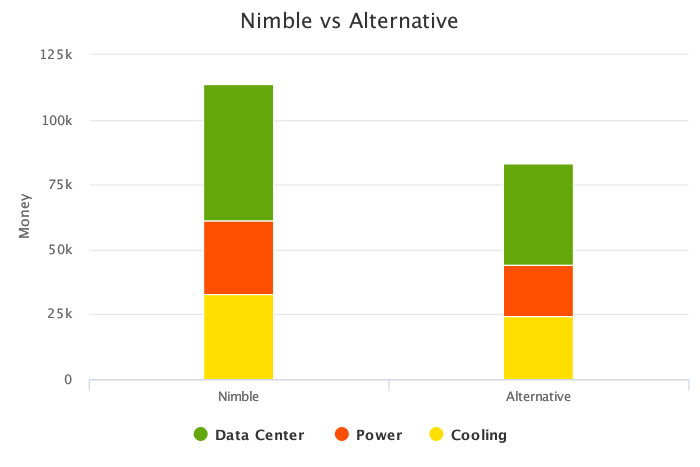 Nimble vs Alternative
125k
100k
75k
50k
25k
0
Money
Nimble
Alternative
Data Center
Power
Cooling